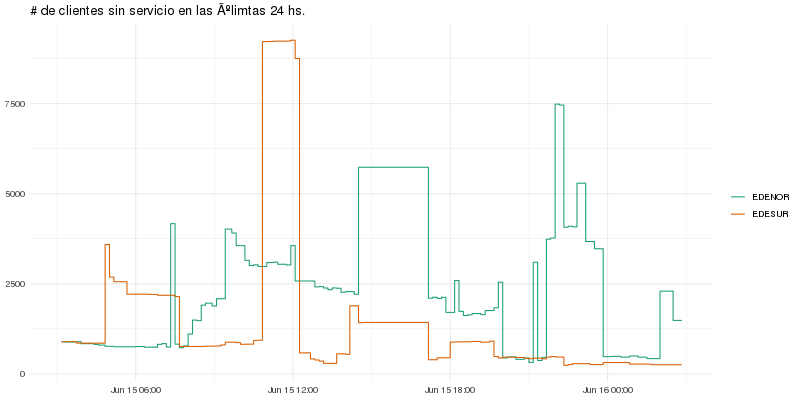 # de clientes sin servicio en las Ãºlimtas 24 hs.
7500
5000
2500
0
Jun 15 06:00
Jun 15 12:00
Jun 15 18:00
Jun 16 00:00
EDENOR
EDESUR